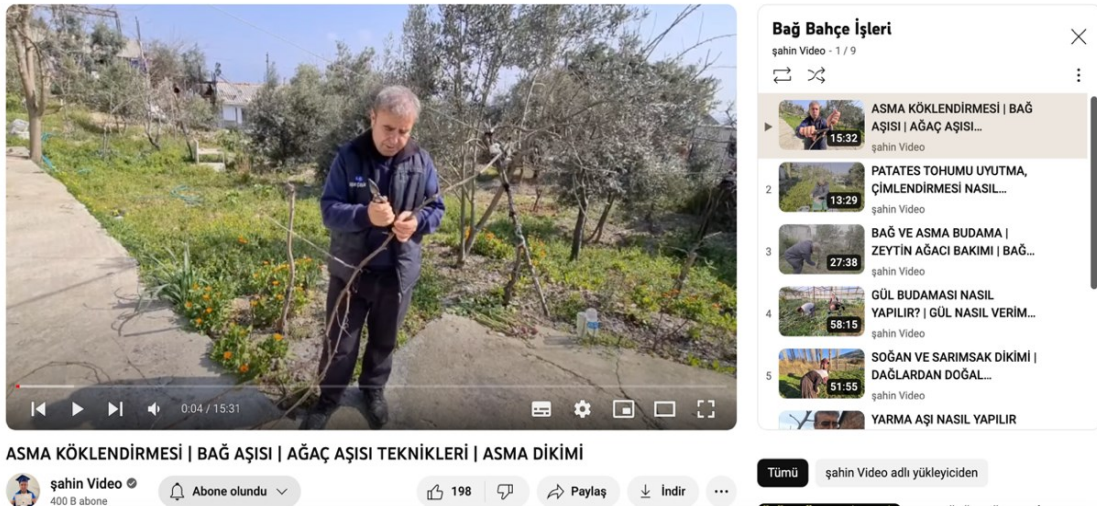 0:04 / 15:31
ASMA KÖKLENDİRMESİ | BAĞ AŞISI | AĞAÇ AŞISI TEKNİKLERİ | ASMA DİKİMİ
şahin Video
400 B abone
Abone olundu
198
Paylaş
İndir
Bağ Bahçe İşleri
şahin Video - 1 / 9
15:32
ASMA KÖKLENDİRMESİ | BAĞ
AŞISI | AĞAÇ AŞISI...
şahin Video
2
13:29
PATATES TOHUMU UYUTMA,
ÇİMLENDİRMESİ NASIL...
şahin Video
3
27:38
BAĞ VE ASMA BUDAMA |
ZEYTİN AĞACI BAKIMI | BAĞ...
şahin Video
4
58:15
GÜL BUDAMASI NASIL
YAPILIR? | GÜL NASIL VERİM...
şahin Video
5
51:55
SOĞAN VE SARIMSAK DİKİMİ |
DAĞLARDAN DOĞAL...
şahin Video
YARMA AŞI NASIL YAPILIR
Tümü
şahin Video adlı yükleyiciden